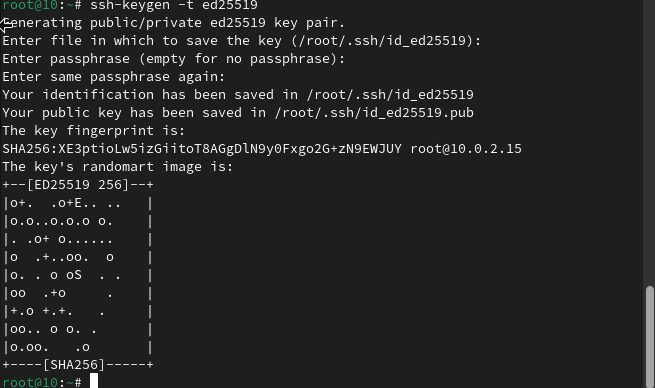 root@10:~# ssh-keygen -t ed25519
Generating public/private ed25519 key pair.
Enter file in which to save the key (/root/.ssh/id_ed25519):
Enter passphrase (empty for no passphrase):
Enter same passphrase again:
Your identification has been saved in /root/.ssh/id_ed25519
Your public key has been saved in /root/.ssh/id_ed25519.pub
The key fingerprint is:
SHA256:XE3ptioLw5izGiitoT8AGgDlN9y0Fxgo2G+zN9EWJUY root@10.0.2.15
The key's randomart image is:
+--[ED25519 256]--+
|o+.  .o+E.. ..   |
|o.o..o.o.o o.    |
|. .o+ o......    |
|o  .+..oo.  o    |
|o. . o oS  . .   |
|oo  .+o     .    |
|+.o +.+.   .     |
|oo.. o o. .      |
|o.oo.   .o       |
+----[SHA256]-----+
root@10:~#